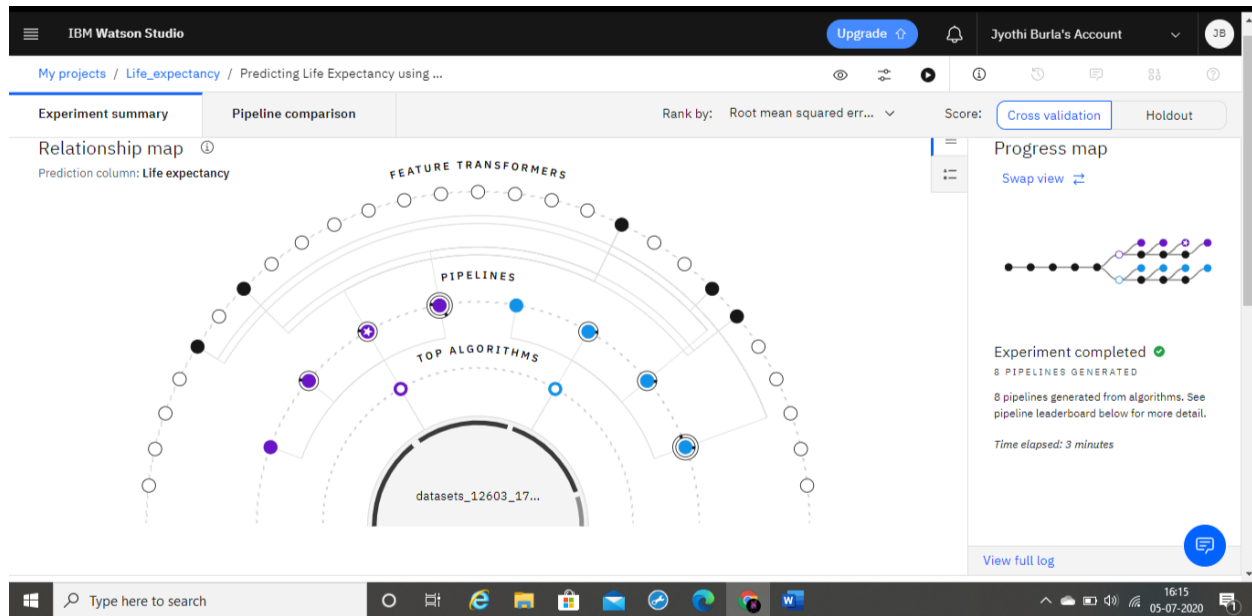 IBM Watson Studio
Upgrade
Jyothi Burla's Account
JB
My projects / Life_expectancy / Predicting Life Expectancy using ...
Experiment summary
Pipeline comparison
Rank by: Root mean squared err...
Score: Cross validation Holdout
Relationship map
Prediction column: Life expectancy
FEATURE TRANSFORMERS
PIPELINES
TOP ALGORITHMS
datasets_12603_17...
Progress map
Swap view
Experiment completed
8 PIPELINES GENERATED
8 pipelines generated from algorithms. See
pipeline leaderboard below for more detail.
Time elapsed: 3 minutes
View full log
Type here to search
16:15
05-07-2020